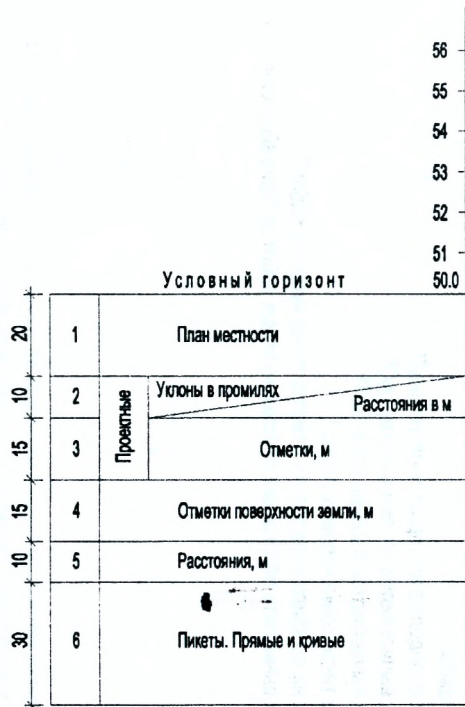 56
55
54
53
52
51
Условный горизонт 50.0
20 1 План местности
10 2 Проектные Уклоны в промилях Расстояния в м
15 3 Отметки, м
15 4 Отметки поверхности земли, м
10 5 Расстояния, м
30 6 Пикеты. Прямые и кривые